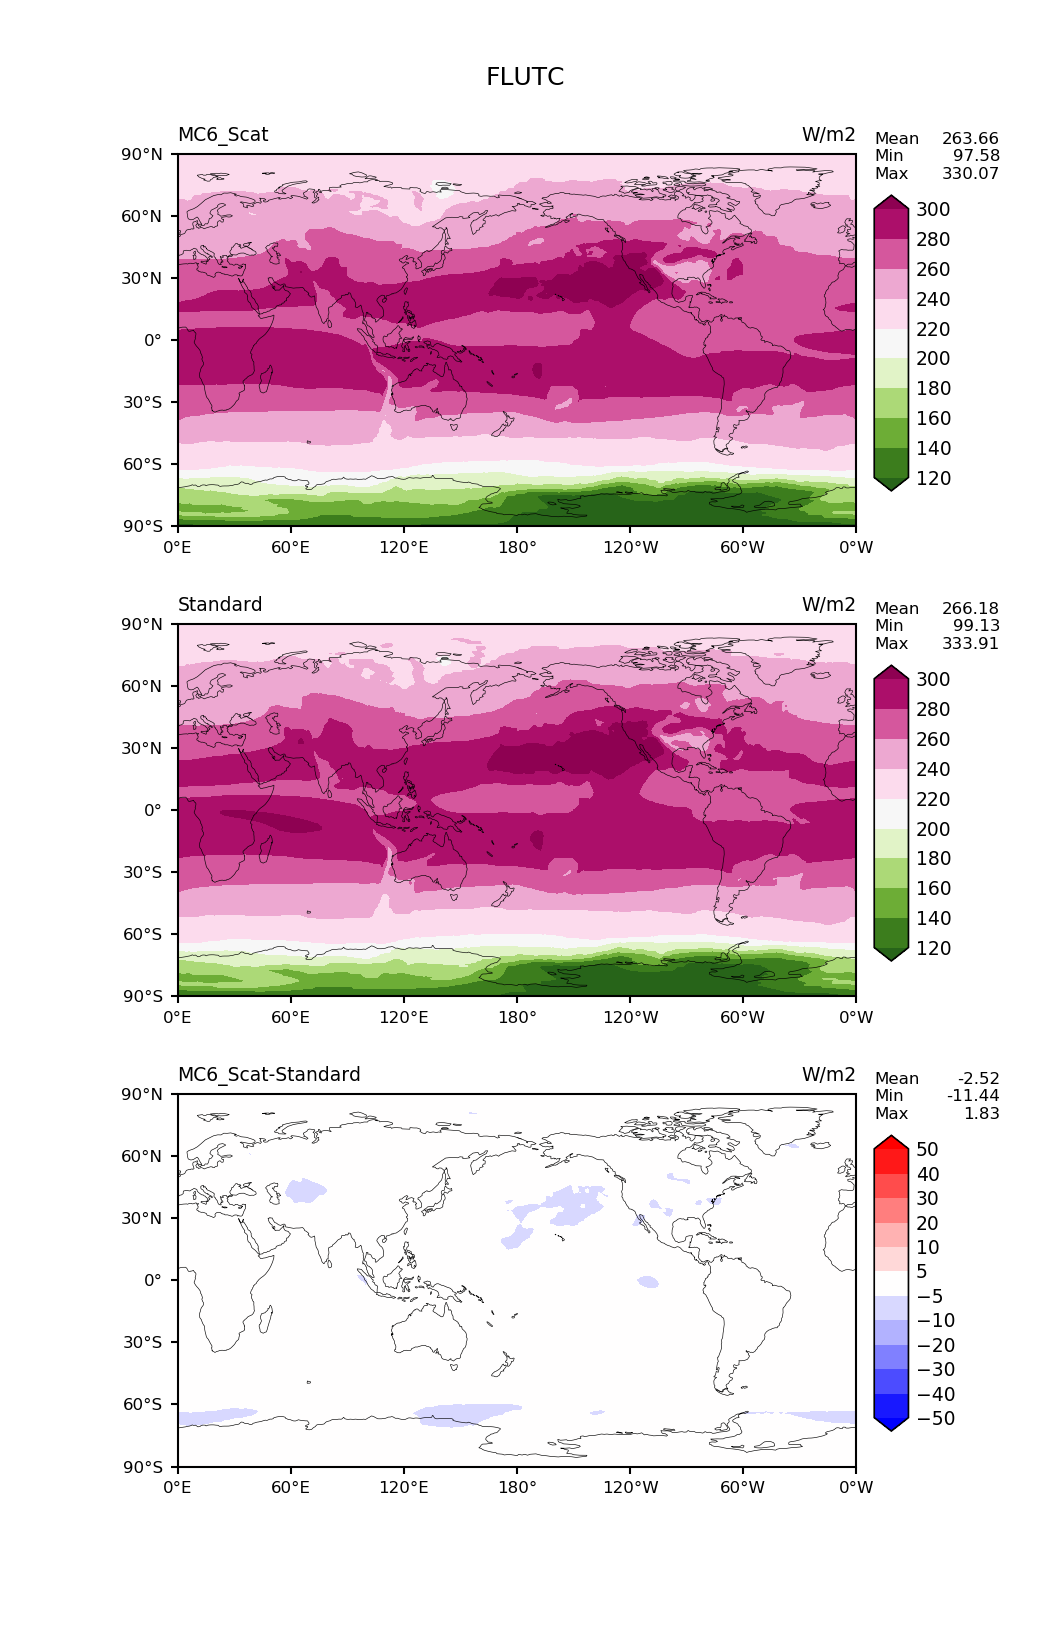 FLUTC
MC6_Scat W/m2
Mean 263.66
Min 97.58
Max 330.07
90°N
60°N
30°N
0°
30°S
60°S
90°S
0°E 60°E 120°E 180° 120°W 60°W 0°W
300
280
260
240
220
200
180
160
140
120
Standard W/m2
Mean 266.18
Min 99.13
Max 333.91
90°N
60°N
30°N
0°
30°S
60°S
90°S
0°E 60°E 120°E 180° 120°W 60°W 0°W
300
280
260
240
220
200
180
160
140
120
MC6_Scat-Standard W/m2
Mean -2.52
Min -11.44
Max 1.83
90°N
60°N
30°N
0°
30°S
60°S
90°S
0°E 60°E 120°E 180° 120°W 60°W 0°W
50
40
30
20
10
5
−5
−10
−20
−30
−40
−50